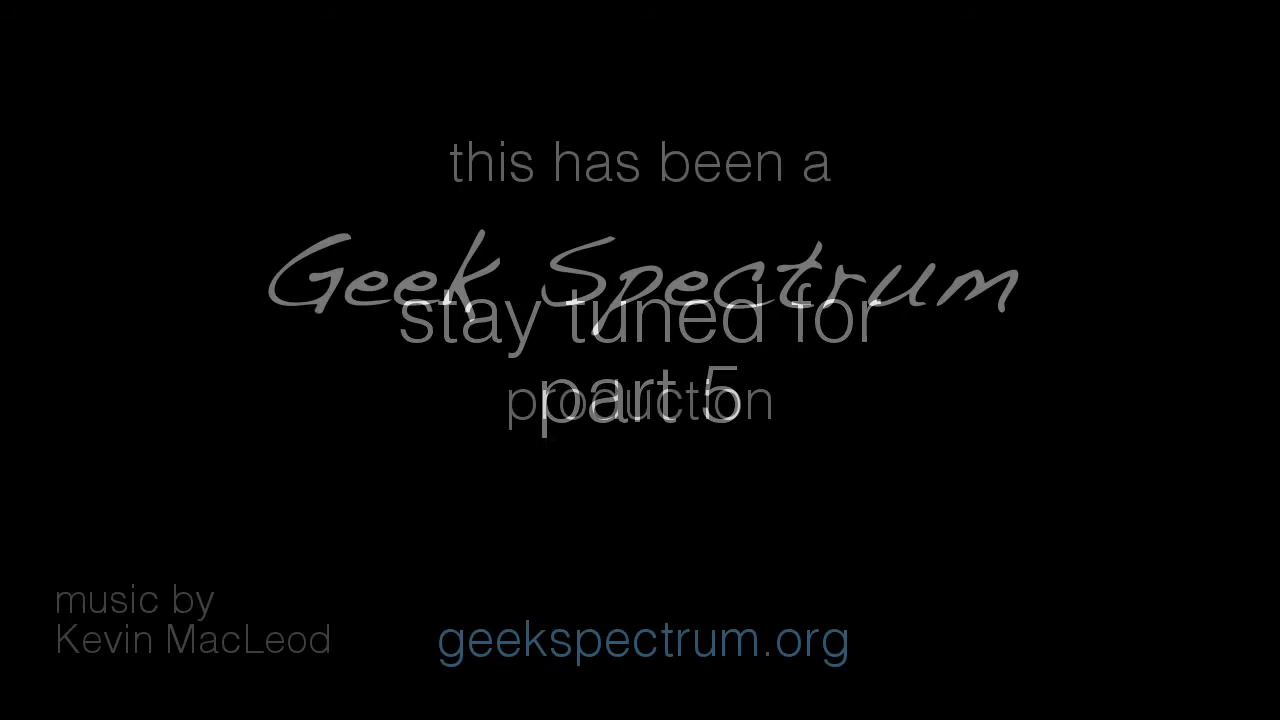 this has been a
Geek Spectrum
stay tuned for
part 5
production
music by
Kevin MacLeod
geekspectrum.org